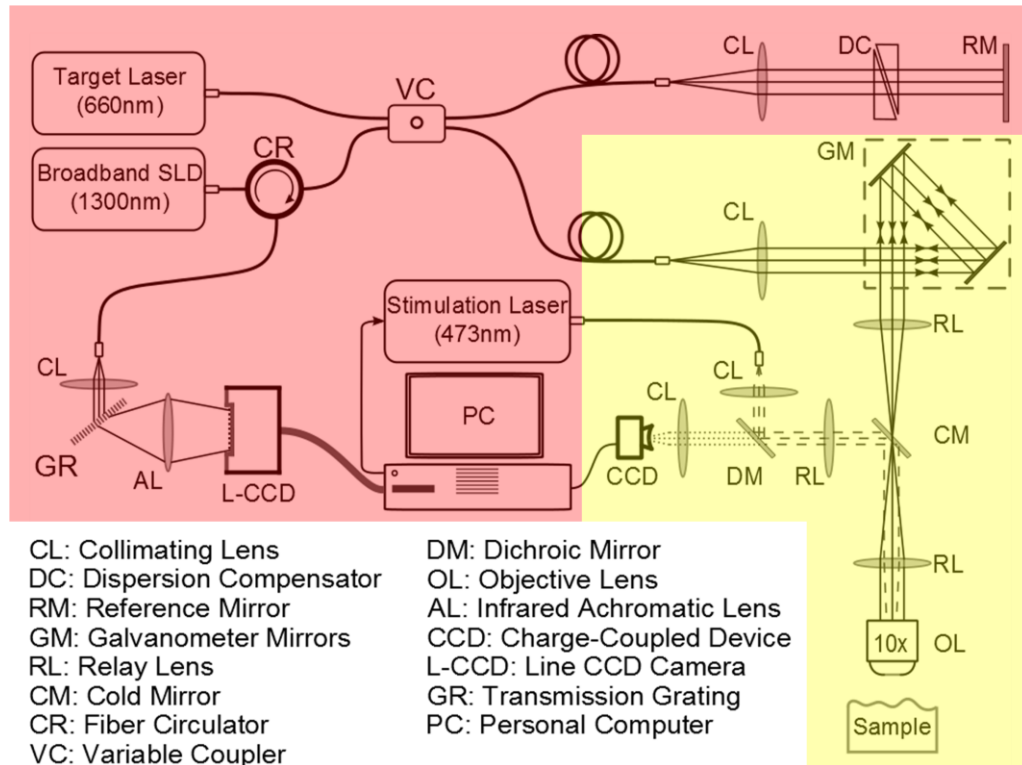 Target Laser
(660nm)
VC
CL
DC
RM
Broadband SLD
(1300nm)
CR
GM
CL
Stimulation Laser
(473nm)
RL
CL
GR
AL
L-CCD
PC
CCD
CL
CL
DM
RL
CM
RL
10x
OL
Sample
CL: Collimating Lens
DC: Dispersion Compensator
RM: Reference Mirror
GM: Galvanometer Mirrors
RL: Relay Lens
CM: Cold Mirror
CR: Fiber Circulator
VC: Variable Coupler
DM: Dichroic Mirror
OL: Objective Lens
AL: Infrared Achromatic Lens
CCD: Charge-Coupled Device
L-CCD: Line CCD Camera
GR: Transmission Grating
PC: Personal Computer